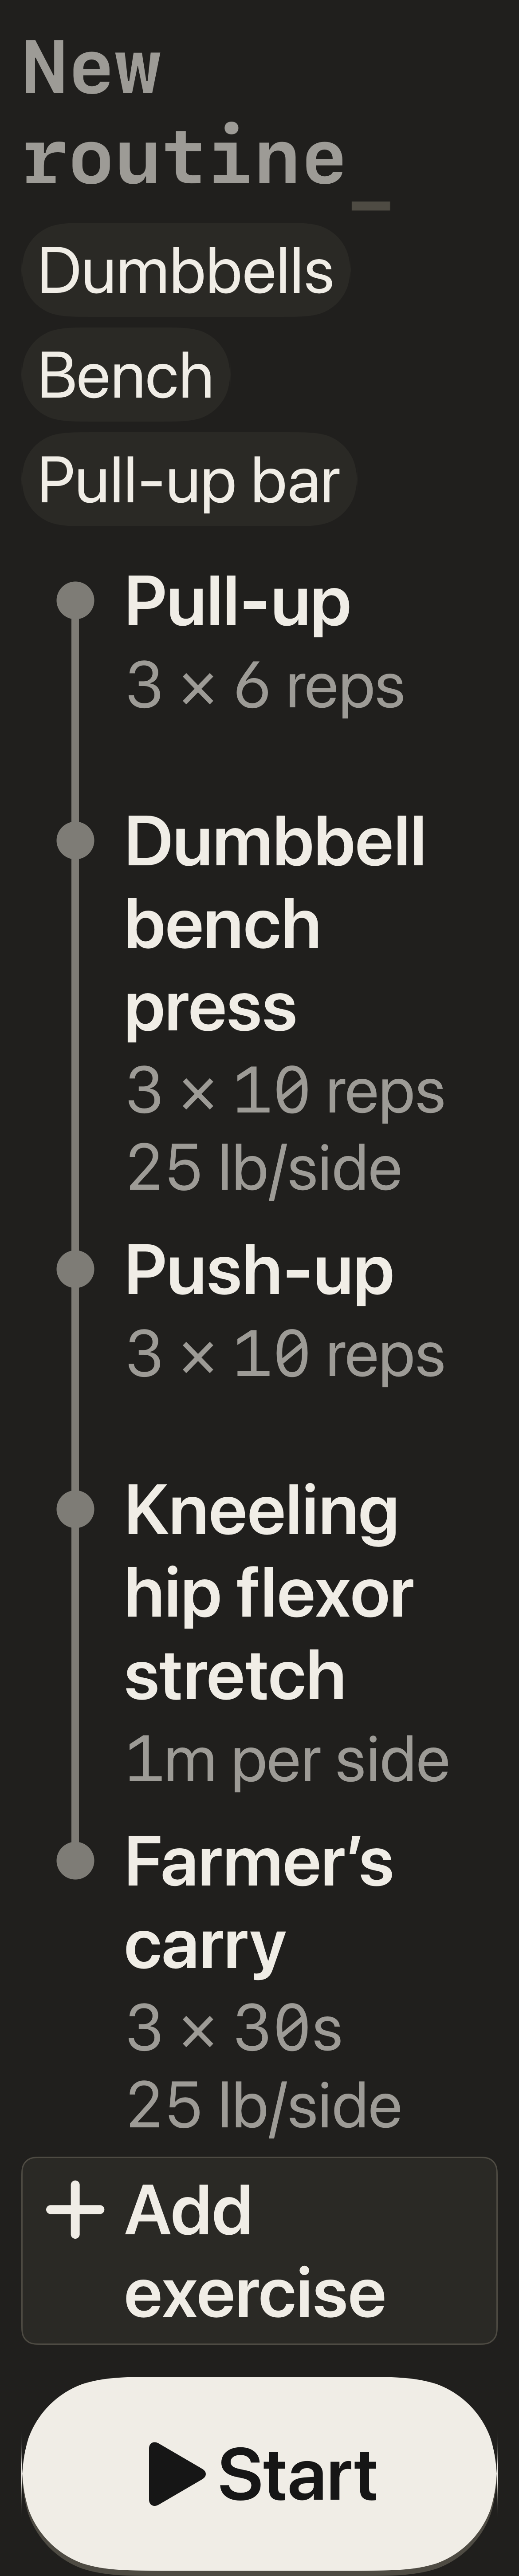 New
routine_
Dumbbells
Bench
Pull-up bar
Pull-up
3 × 6 reps
Dumbbell
bench
press
3 × 10 reps
25 lb/side
Push-up
3 × 10 reps
Kneeling
hip flexor
stretch
1m per side
Farmer’s
carry
3 × 30s
25 lb/side
Add
exercise
Start